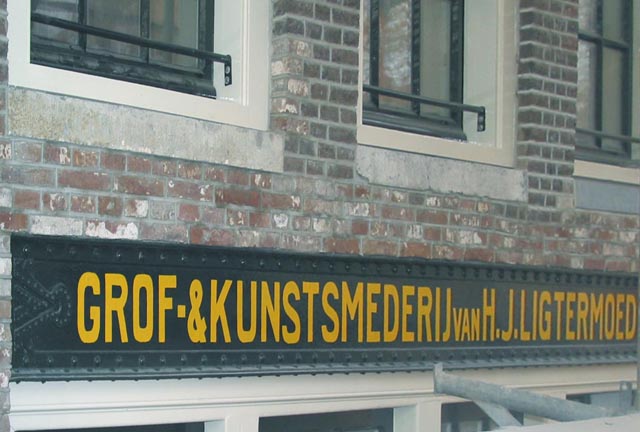 GROF- & KUNSTSMEDERIJ VAN H.J. LIGTERMOED